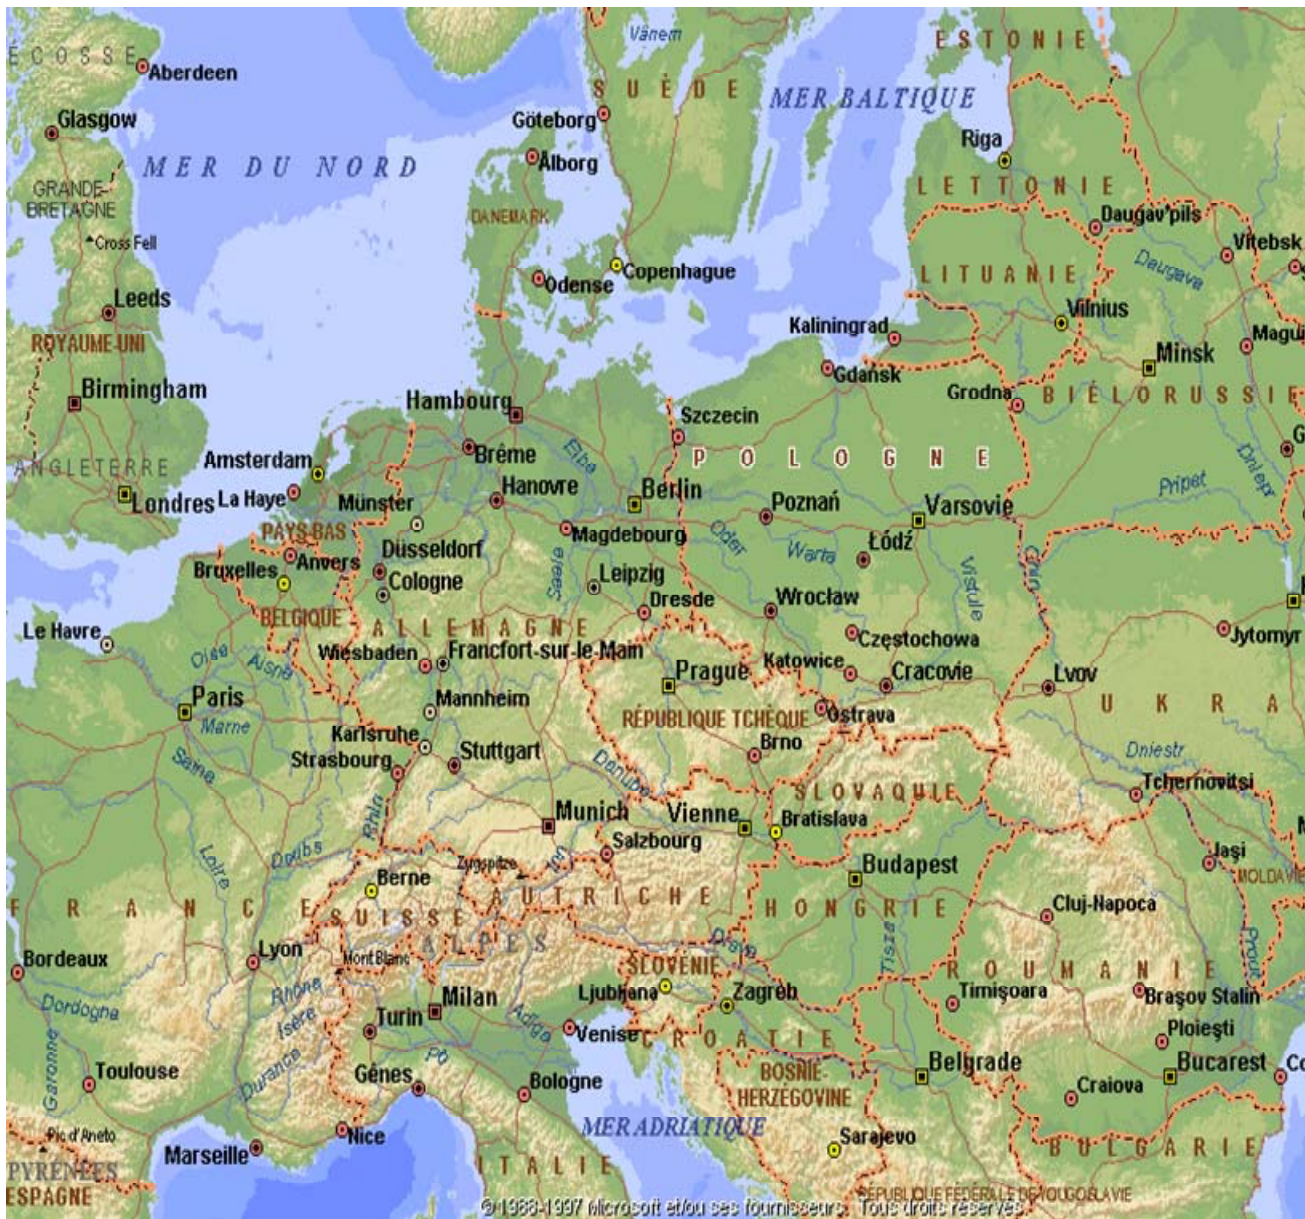 Vânem
ESTONIE
ÉCOSSE
Aberdeen
SUÈDE
MER BALTIQUE
Göteborg
Glasgow
Riga
MER DU NORD
Ålborg
GRANDE-
BRETAGNE
LETTONIE
DANEMARK
Daugav'pils
Cross Fell
Vitebsk
Daugava
Copenhague
LITUANIE
Odense
Leeds
Vilnius
Kaliningrad
Magui
ROYAUME-UNI
Minsk
Gdańsk
Birmingham
Grodna
BIÉLORUSSIE
Hambourg
Szczecin
Brême
Elbe
POLOGNE
ANGLETERRE
Amsterdam
Dniepr
Londres
La Haye
Münster
Hanovre
Berlin
Pripet
Poznań
Varsovie
PAYS-BAS
Magdebourg
Oder
Warta
Łódź
Düsseldorf
Anvers
Bruxelles
Cologne
Leipzig
Vistule
BELGIQUE
Dresde
Wrocław
Le Havre
ALLEMAGNE
Częstochowa
Jytomyr
Oise
Aisne
Wiesbaden
Francfort-sur-le-Main
Prague
Katowice
Cracovie
Lvov
Paris
Mannheim
UKRA
Marne
RÉPUBLIQUE TCHÈQUE
Ostrava
Karlsruhe
Brno
Stuttgart
Dniestr
Strasbourg
Seine
Danube
Tchernovitsi
SLOVAQUIE
Rhin
Munich
Vienne
Bratislava
Salzbourg
Doubs
Loire
Zugspitze
Inn
Budapest
Jaşi
MOLDAVIE
Berne
AUTRICHE
FRANCE
SUISSE
HONGRIE
Cluj-Napoca
ALPES
Drava
Tisza
Lyon
Mont Blanc
Bordeaux
SLOVÉNIE
ROUMANIE
Prout
Rhône
Ljubljana
Zagreb
Timişoara
Braşov Stalin
Milan
Dordogne
Isère
Adige
Turin
Venise
CROATIE
Ploieşti
Pô
Garonne
Durance
Toulouse
Gênes
Bologne
Belgrade
BOSNIE-
HERZÉGOVINE
Bucarest
Craiova
Pic d'Aneto
Nice
MER ADRIATIQUE
Sarajevo
BULGARIE
Marseille
PYRÉNÉES
ITALIE
ESPAGNE
RÉPUBLIQUE FÉDÉRALE DE YOUGOSLAVIE
© 1988-1997 Microsoft et/ou ses fournisseurs. Tous droits réservés.